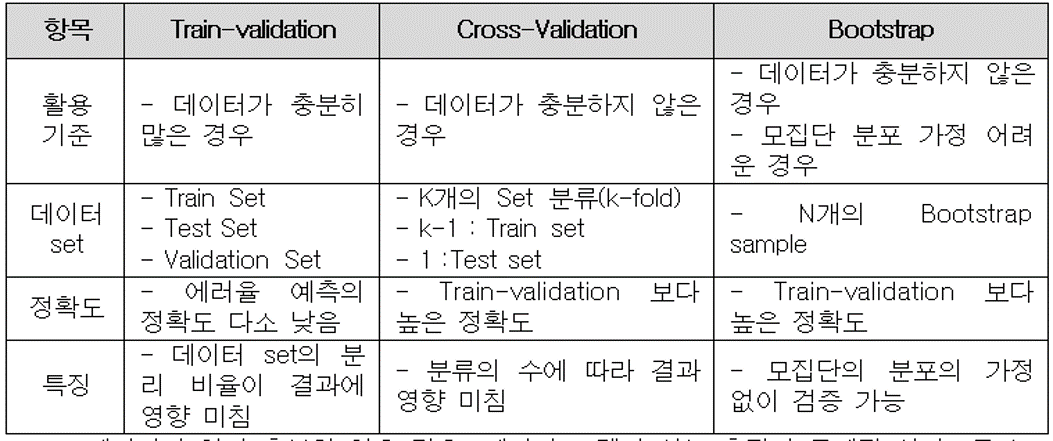 항목 Train-validation Cross-Validation Bootstrap
활용
기준
- 데이터가 충분히
많은 경우
- 데이터가 충분하지 않은
경우
- 데이터가 충분하지 않은
경우
- 모집단 분포 가정 어려
운 경우
데이터
set
- Train Set
- Test Set
- Validation Set
- K개의 Set 분류(k-fold)
- k-1 : Train set
- 1 :Test set
- N개의 Bootstrap
sample
정확도
- 에러율 예측의
정확도 다소 낮음
- Train-validation 보다
높은 정확도
- Train-validation 보다
높은 정확도
특징
- 데이터 set의 분
리 비율이 결과에
영향 미침
- 분류의 수에 따라 결과
영향 미침
- 모집단의 분포의 가정
없이 검증 가능